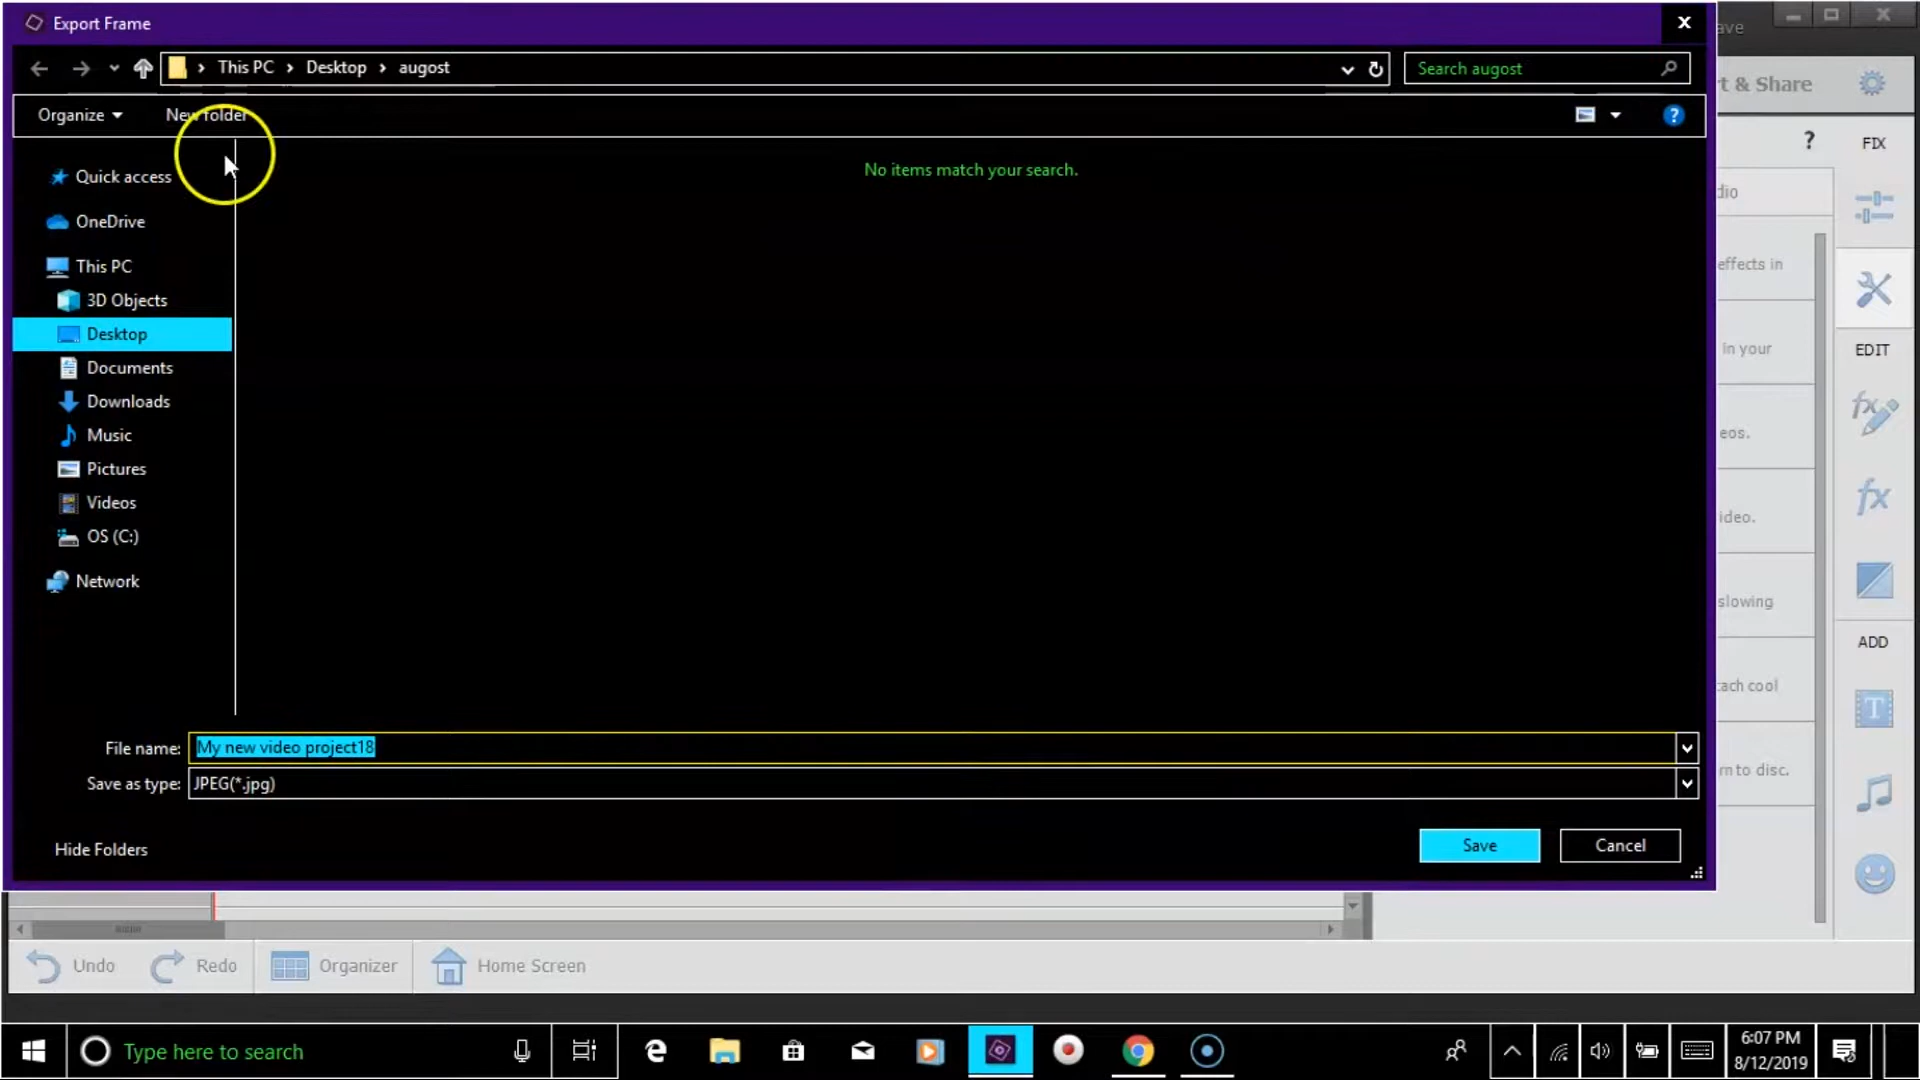 Export Frame
ave
This PC > Desktop > augost
Search augost
t & Share
Organize
New folder
?
?
FIX
No items match your search.
Quick access
dio
OneDrive
This PC
effects in
3D Objects
Desktop
in your
EDIT
Documents
Downloads
Music
eos.
Pictures
Videos
ideo.
OS (C:)
Network
slowing
ADD
tach cool
File name: My new video project18
Save as type: JPEG(*.jpg)
rn to disc.
Hide Folders
Save
Cancel
Audio
Undo
Redo
Organizer
Home Screen
Type here to search
6:07 PM
8/12/2019